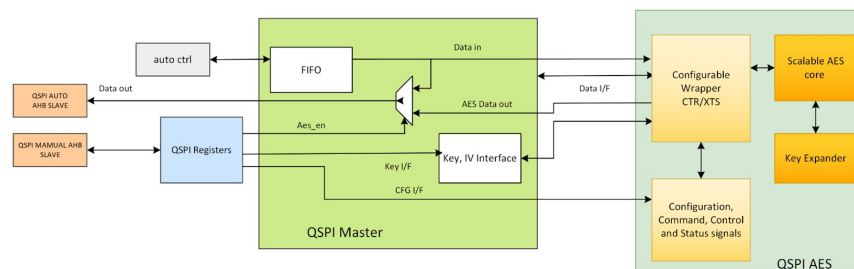 auto ctrl
FIFO
Data in
Data out
QSPI AUTO
AHB SLAVE
QSPI MAMUAL AHB
SLAVE
QSPI Registers
Aes_en
AES Data out
Data I/F
Key I/F
Key, IV Interface
CFG I/F
QSPI Master
Configurable
Wrapper
CTR/XTS
Scalable AES
core
Key Expander
Configuration,
Command, Control
and Status signals
QSPI AES